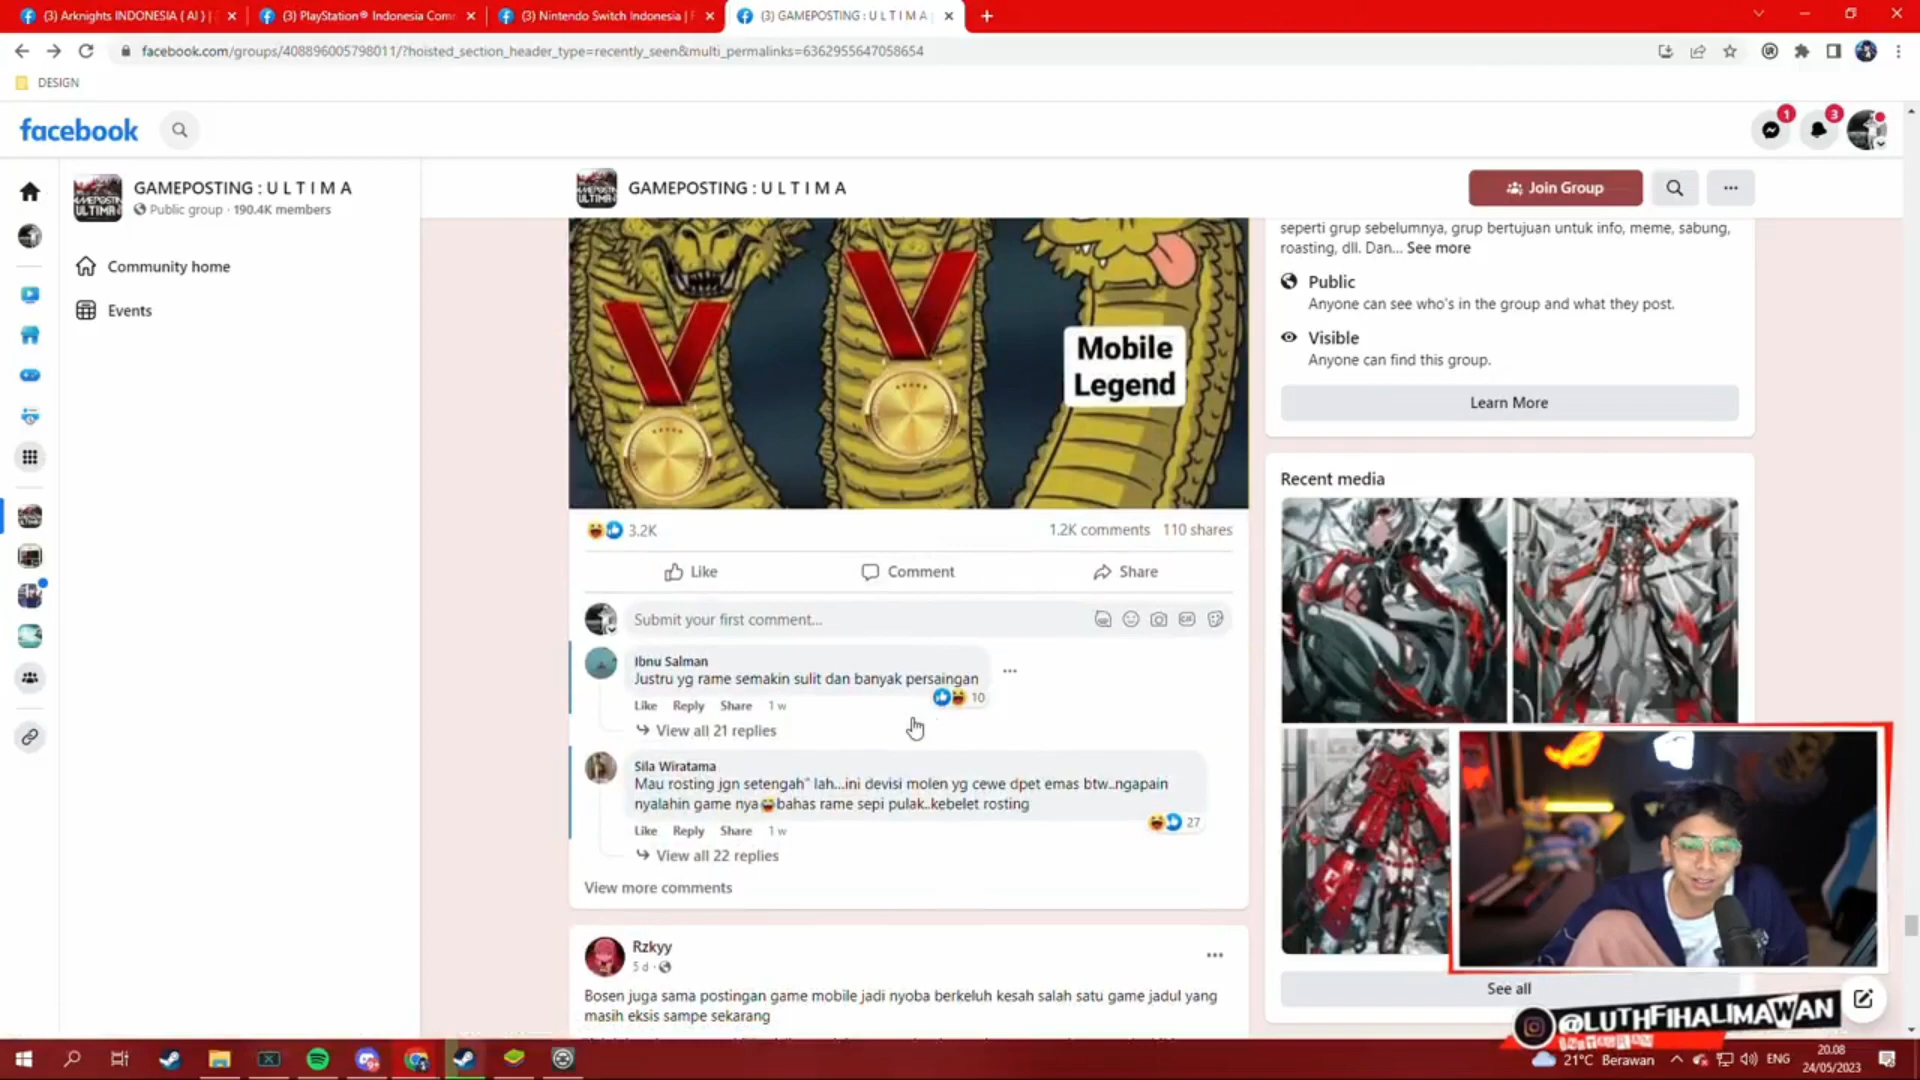 (3) Arknights INDONESIA ( AI ) |
(3) PlayStation® Indonesia Com
(3) Nintendo Switch Indonesia | F
(3) GAMEPOSTING : U L T I M A
facebook.com/groups/408896005798011/?hoisted_section_header_type=recently_seen&multi_permalinks=6362955647058654
DESIGN
facebook
1
3
GAMEPOSTING : U L T I M A
Public group · 190.4K members
Community home
Events
GAMEPOSTING : U L T I M A
Join Group
Mobile
Legend
3.2K
1.2K comments 110 shares
Like
Comment
Share
Submit your first comment...
Ibnu Salman
Justru yg rame semakin sulit dan banyak persaingan
10
Like Reply Share 1 w
View all 21 replies
Sila Wiratama
Mau rosting jgn setengah" lah...ini devisi molen yg cewe dpet emas btw..ngapain
nyalahin game nya😆bahas rame sepi pulak..kebelet rosting
27
Like Reply Share 1 w
View all 22 replies
View more comments
Rzkyy
5 d ·
Bosen juga sama postingan game mobile jadi nyoba berkeluh kesah salah satu game jadul yang
masih eksis sampe sekarang
seperti grup sebelumnya, grup bertujuan untuk info, meme, sabung,
roasting, dll. Dan... See more
Public
Anyone can see who's in the group and what they post.
Visible
Anyone can find this group.
Learn More
Recent media
See all
@LUTHFIHALIMAWAN
INSTAGRAM
21°C Berawan
ENG
20.08
24/05/2023